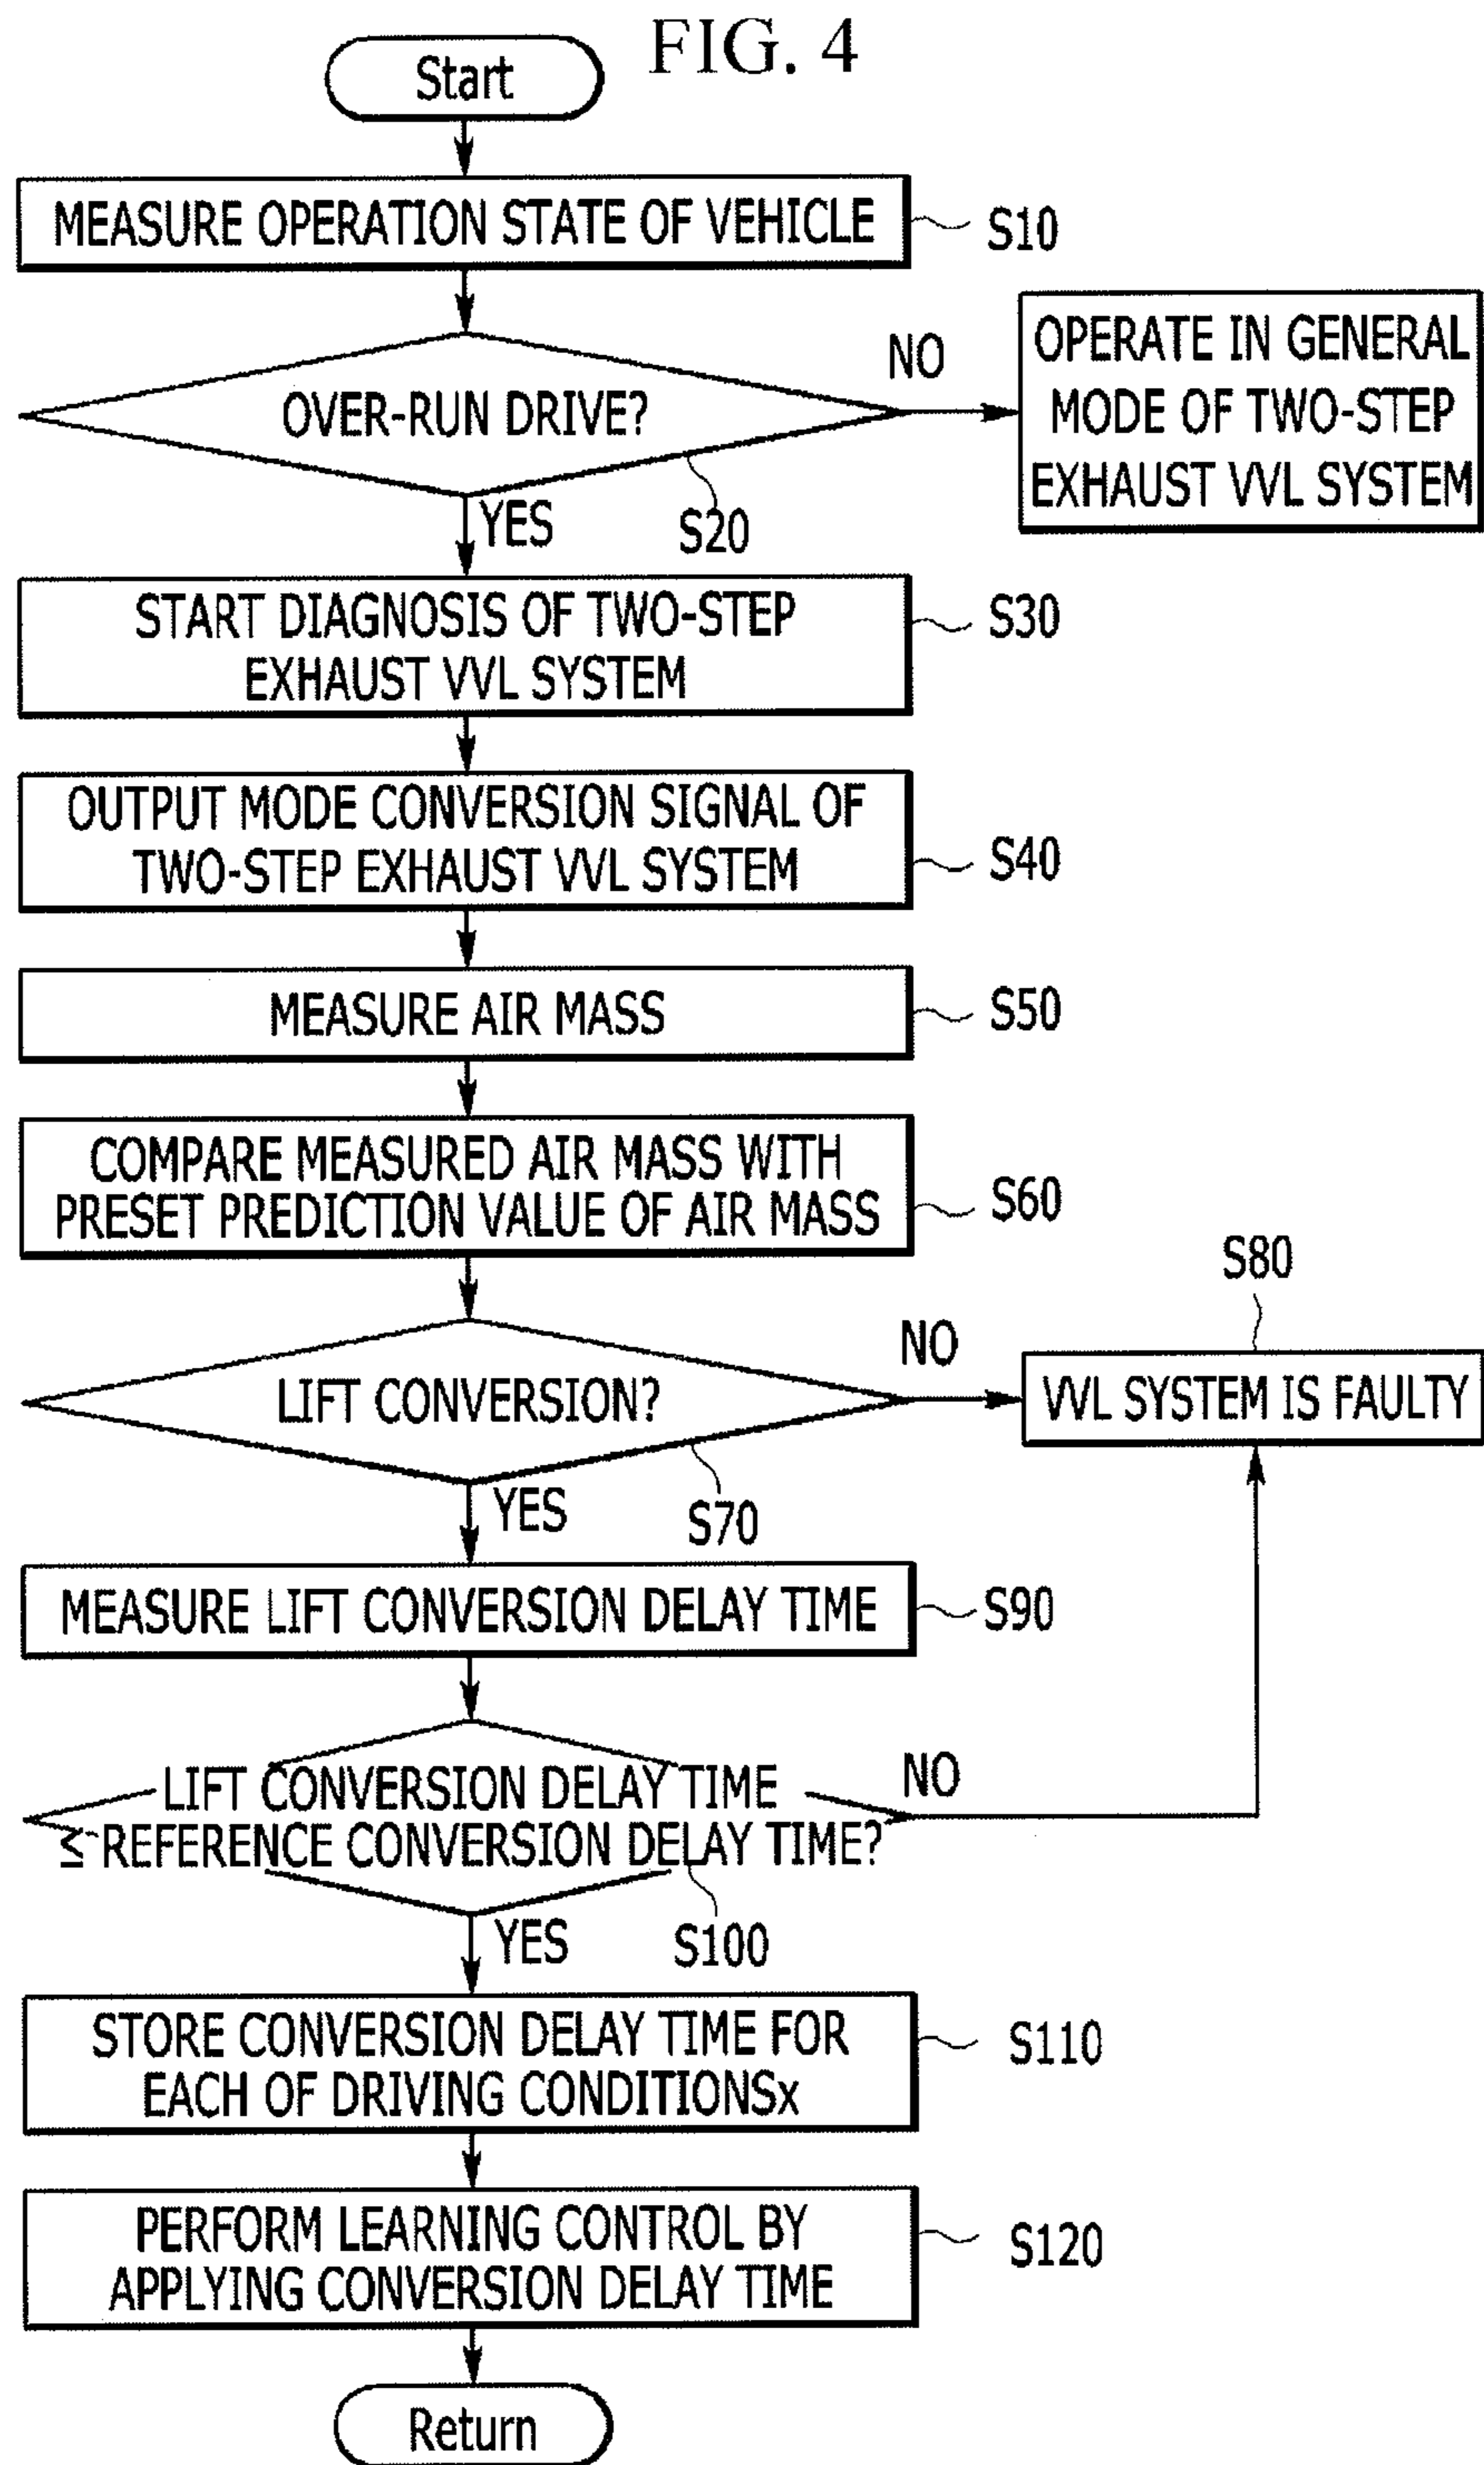 FIG. 4
Start
MEASURE OPERATION STATE OF VEHICLE
S10
OVER-RUN DRIVE?
NO
OPERATE IN GENERAL
MODE OF TWO-STEP
EXHAUST VVL SYSTEM
YES
S20
START DIAGNOSIS OF TWO-STEP
EXHAUST VVL SYSTEM
S30
OUTPUT MODE CONVERSION SIGNAL OF
TWO-STEP EXHAUST VVL SYSTEM
S40
MEASURE AIR MASS
S50
COMPARE MEASURED AIR MASS WITH
PRESET PREDICTION VALUE OF AIR MASS
S60
LIFT CONVERSION?
NO
S80
VVL SYSTEM IS FAULTY
YES
S70
MEASURE LIFT CONVERSION DELAY TIME
S90
LIFT CONVERSION DELAY TIME
≤ REFERENCE CONVERSION DELAY TIME?
NO
YES
S100
STORE CONVERSION DELAY TIME FOR
EACH OF DRIVING CONDITIONSx
S110
PERFORM LEARNING CONTROL BY
APPLYING CONVERSION DELAY TIME
S120
Return